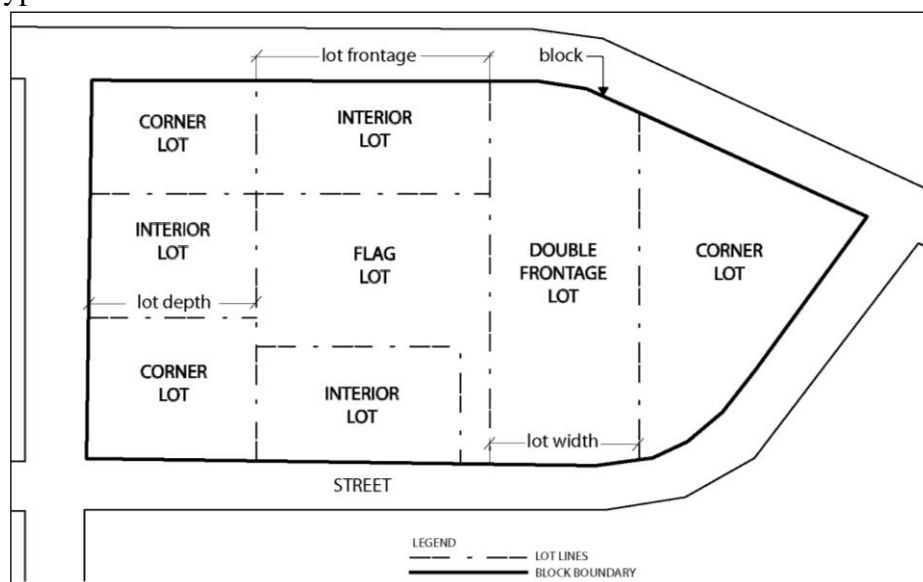 lot frontage
block
CORNER
LOT
INTERIOR
LOT
INTERIOR
LOT
FLAG
LOT
DOUBLE
FRONTAGE
LOT
CORNER
LOT
lot depth
CORNER
LOT
INTERIOR
LOT
lot width
STREET
LEGEND
LOT LINES
BLOCK BOUNDARY